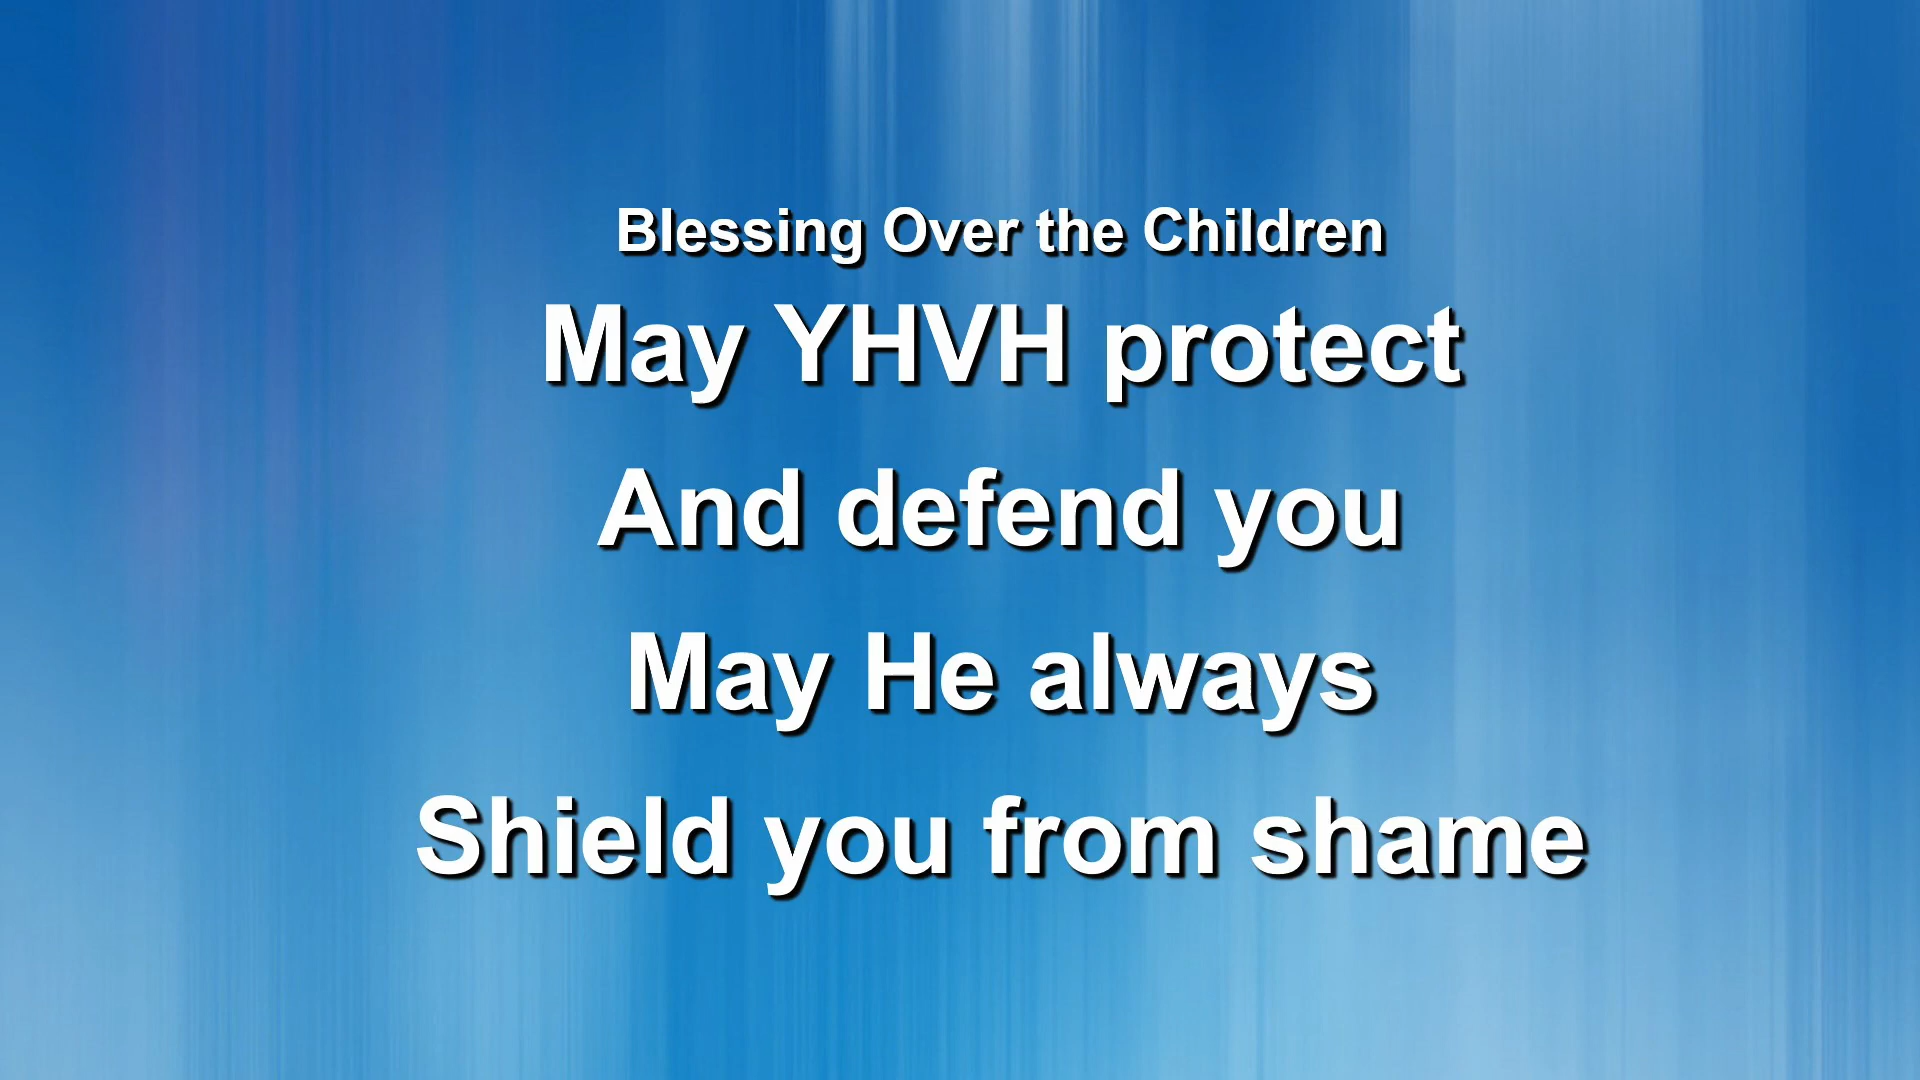 Blessing Over the Children
May YHVH protect
And defend you
May He always
Shield you from shame